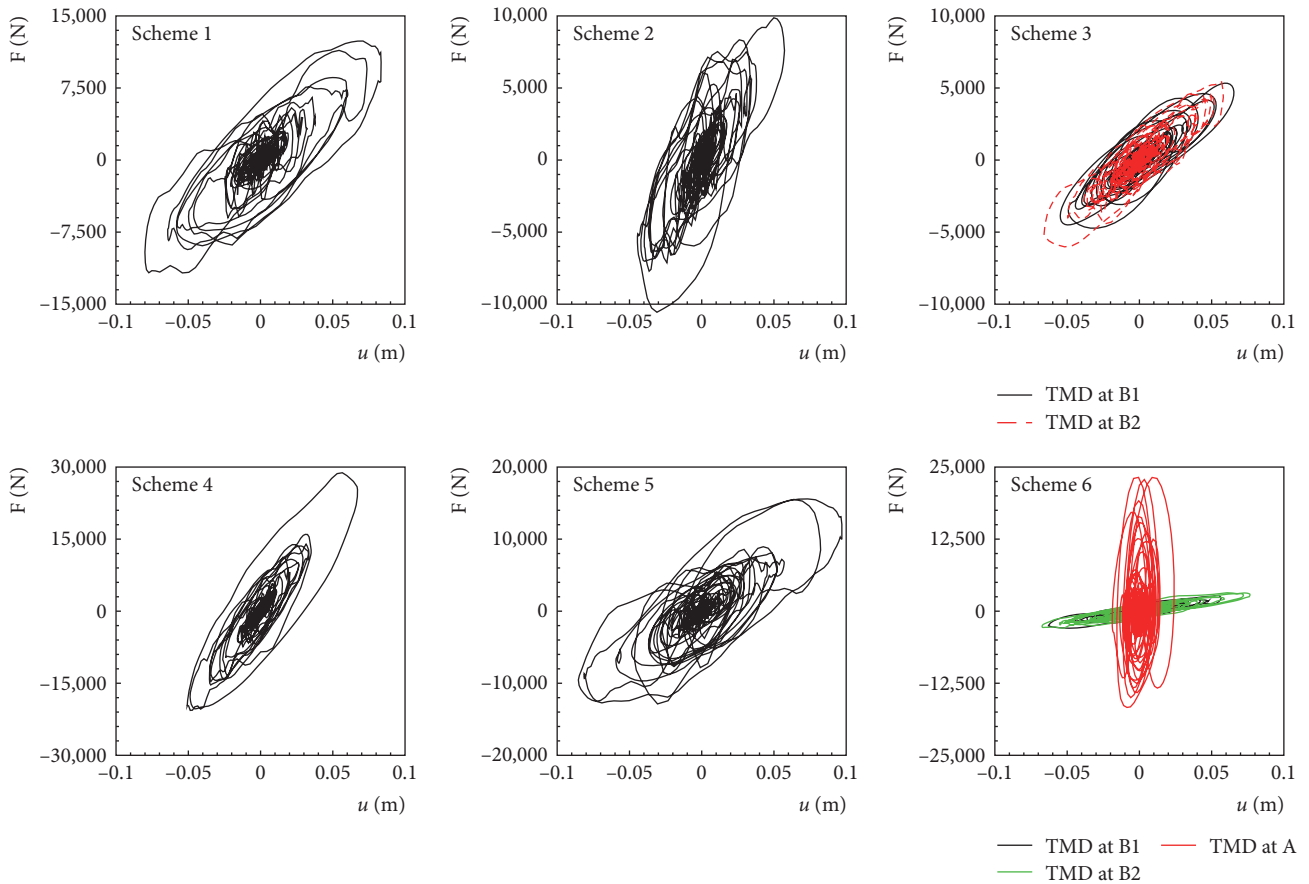 F (N)
15,000
7,500
0
−7,500
−15,000
Scheme 1
−0.1
−0.05
0
0.05
0.1
u (m)
F (N)
10,000
5,000
0
−5,000
−10,000
Scheme 2
−0.1
−0.05
0
0.05
0.1
u (m)
F (N)
10,000
5,000
0
−5,000
−10,000
Scheme 3
−0.1
−0.05
0
0.05
0.1
u (m)
TMD at B1
TMD at B2
F (N)
30,000
15,000
0
−15,000
−30,000
Scheme 4
−0.1
−0.05
0
0.05
0.1
u (m)
F (N)
20,000
10,000
0
−10,000
−20,000
Scheme 5
−0.1
−0.05
0
0.05
0.1
u (m)
F (N)
25,000
12,500
0
−12,500
−25,000
Scheme 6
−0.1
−0.05
0
0.05
0.1
u (m)
TMD at B1
TMD at A
TMD at B2